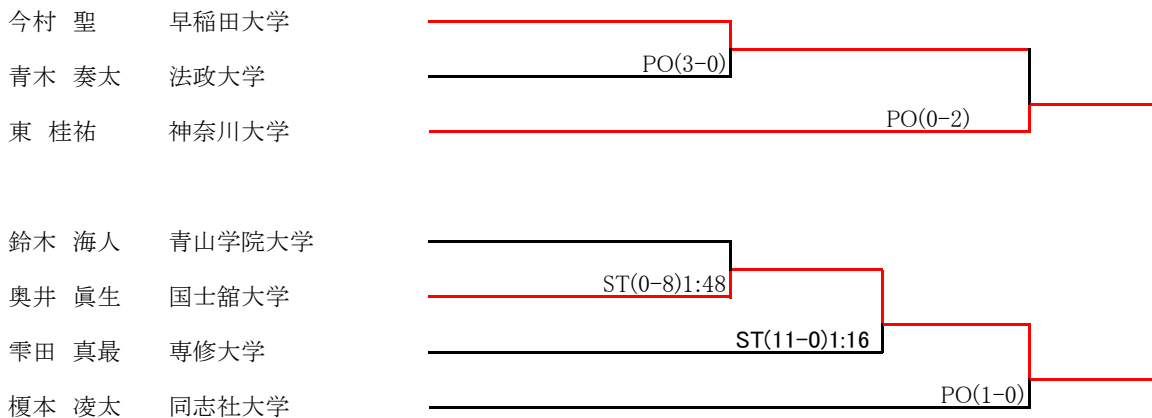 今村 聖 早稲田大学
PO(3-0)
青木 奏太 法政大学
PO(0-2)
東 桂祐 神奈川大学
鈴木 海人 青山学院大学
ST(0-8)1:48
奥井 眞生 国士舘大学
ST(11-0)1:16
雫田 真最 専修大学
PO(1-0)
榎本 凌太 同志社大学